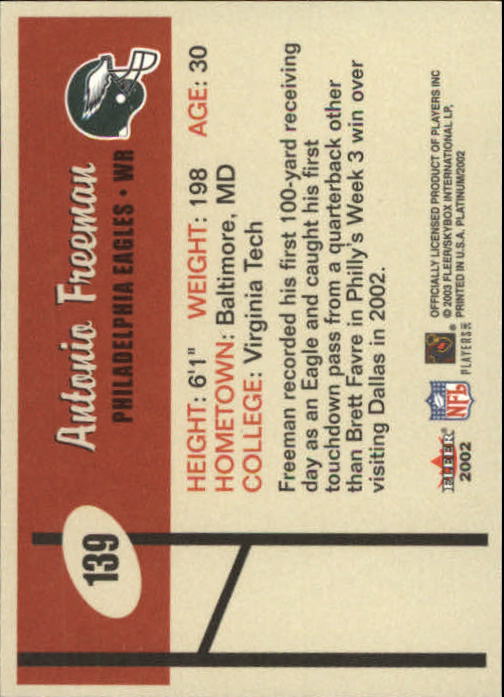 139
Antonio Freeman
PHILADELPHIA EAGLES • WR
HEIGHT: 6'1" WEIGHT: 198 AGE: 30
HOMETOWN: Baltimore, MD
COLLEGE: Virginia Tech
Freeman recorded his first 100-yard receiving
day as an Eagle and caught his first
touchdown pass from a quarterback other
than Brett Favre in Philly's Week 3 win over
visiting Dallas in 2002.
FLEER®
2002
NFL
PLAYERS INC
OFFICIALLY LICENSED PRODUCT OF PLAYERS INC
© 2003 FLEER/SKYBOX INTERNATIONAL LP.
PRINTED IN U.S.A. PLATINUM/2002